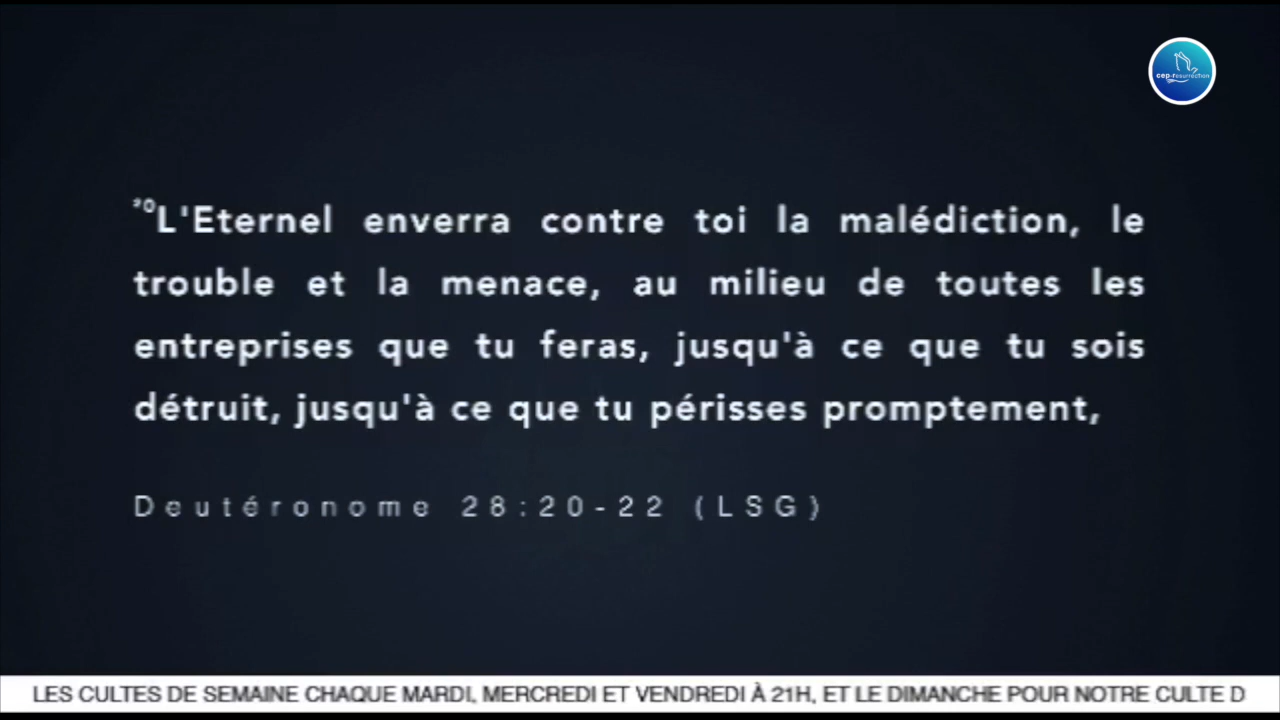 cep-résurrection
²⁰L'Eternel enverra contre toi la malédiction, le
trouble et la menace, au milieu de toutes les
entreprises que tu feras, jusqu'à ce que tu sois
détruit, jusqu'à ce que tu périsses promptement,
Deutéronome 28:20-22 (LSG)
LES CULTES DE SEMAINE CHAQUE MARDI, MERCREDI ET VENDREDI À 21H, ET LE DIMANCHE POUR NOTRE CULTE D